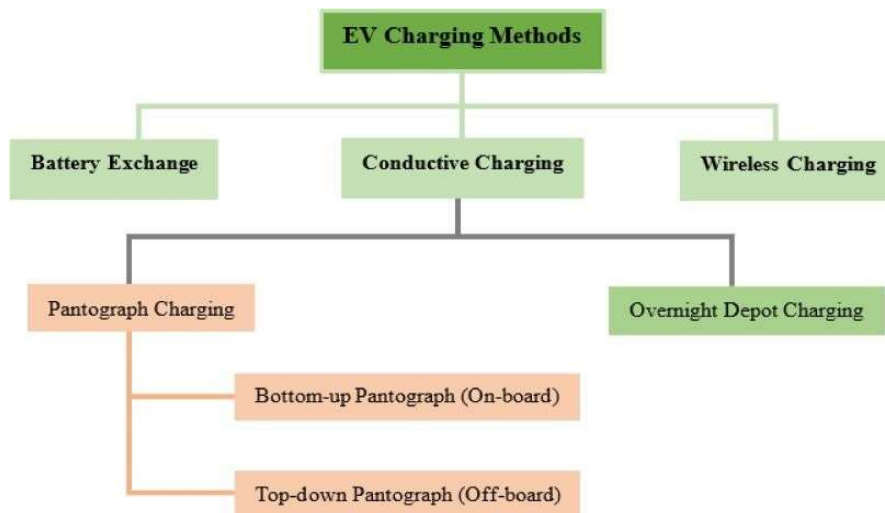 EV Charging Methods
Battery Exchange
Conductive Charging
Wireless Charging
Pantograph Charging
Overnight Depot Charging
Bottom-up Pantograph (On-board)
Top-down Pantograph (Off-board)